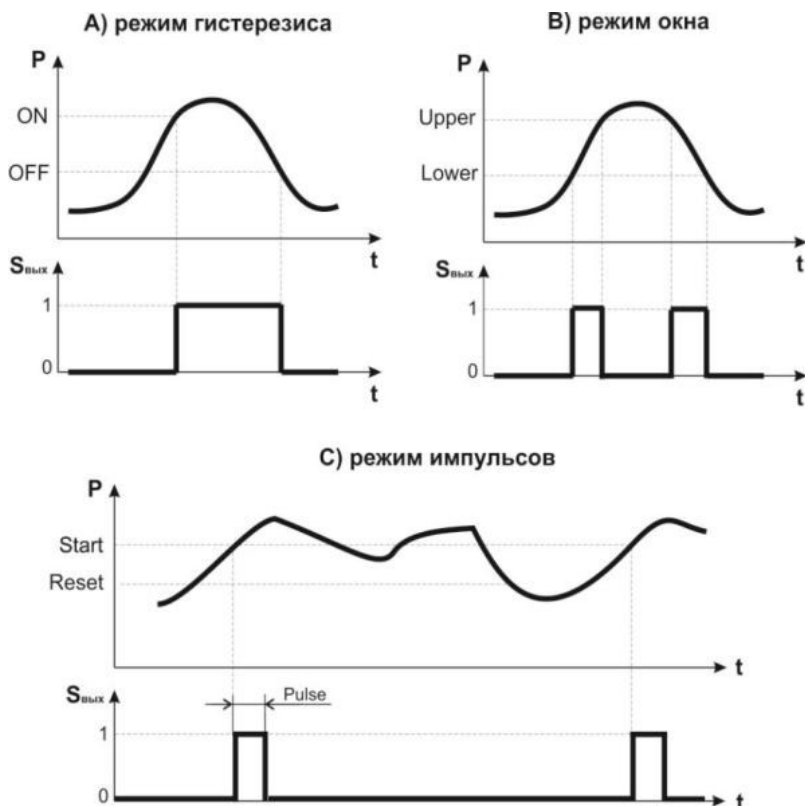 A) режим гистерезиса
P
ON
OFF
t
Sвых
1
0
t
B) режим окна
P
Upper
Lower
t
Sвых
1
0
t
C) режим импульсов
P
Start
Reset
t
Sвых
Pulse
1
0
t